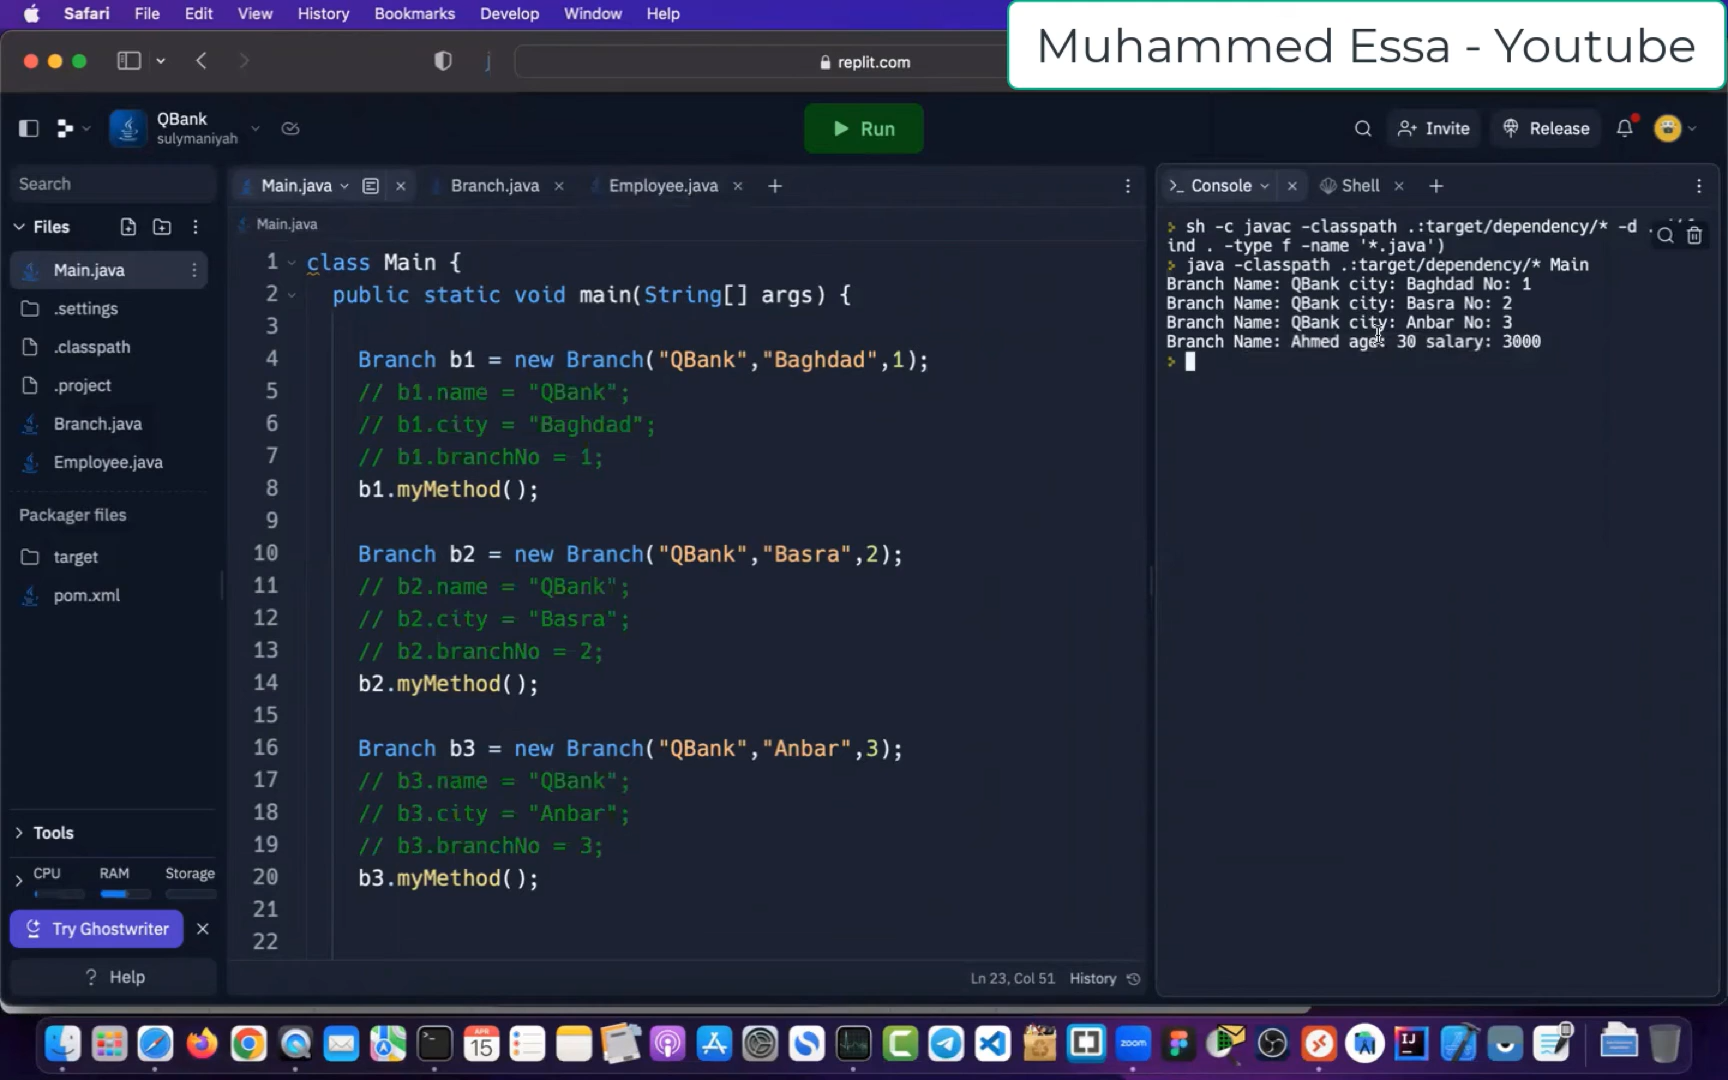 Safari File Edit View History Bookmarks Develop Window Help
Muhammed Essa - Youtube
replit.com
QBank
sulymaniyah
Run
Invite
Release
Search
Files
Main.java
.settings
.classpath
.project
Branch.java
Employee.java
Packager files
target
pom.xml
Tools
CPU RAM Storage
Try Ghostwriter
Help
Main.java Branch.java Employee.java
Main.java
1 class Main {
2 public static void main(String[] args) {
3
4 Branch b1 = new Branch("QBank","Baghdad",1);
5 // b1.name = "QBank";
6 // b1.city = "Baghdad";
7 // b1.branchNo = 1;
8 b1.myMethod();
9
10 Branch b2 = new Branch("QBank","Basra",2);
11 // b2.name = "QBank";
12 // b2.city = "Basra";
13 // b2.branchNo = 2;
14 b2.myMethod();
15
16 Branch b3 = new Branch("QBank","Anbar",3);
17 // b3.name = "QBank";
18 // b3.city = "Anbar";
19 // b3.branchNo = 3;
20 b3.myMethod();
21
22
Ln 23, Col 51 History
Console Shell
sh -c javac -classpath .:target/dependency/* -d .
ind . -type f -name '*.java')
java -classpath .:target/dependency/* Main
Branch Name: QBank city: Baghdad No: 1
Branch Name: QBank city: Basra No: 2
Branch Name: QBank city: Anbar No: 3
Branch Name: Ahmed age: 30 salary: 3000
APR
15
zoom
IJ